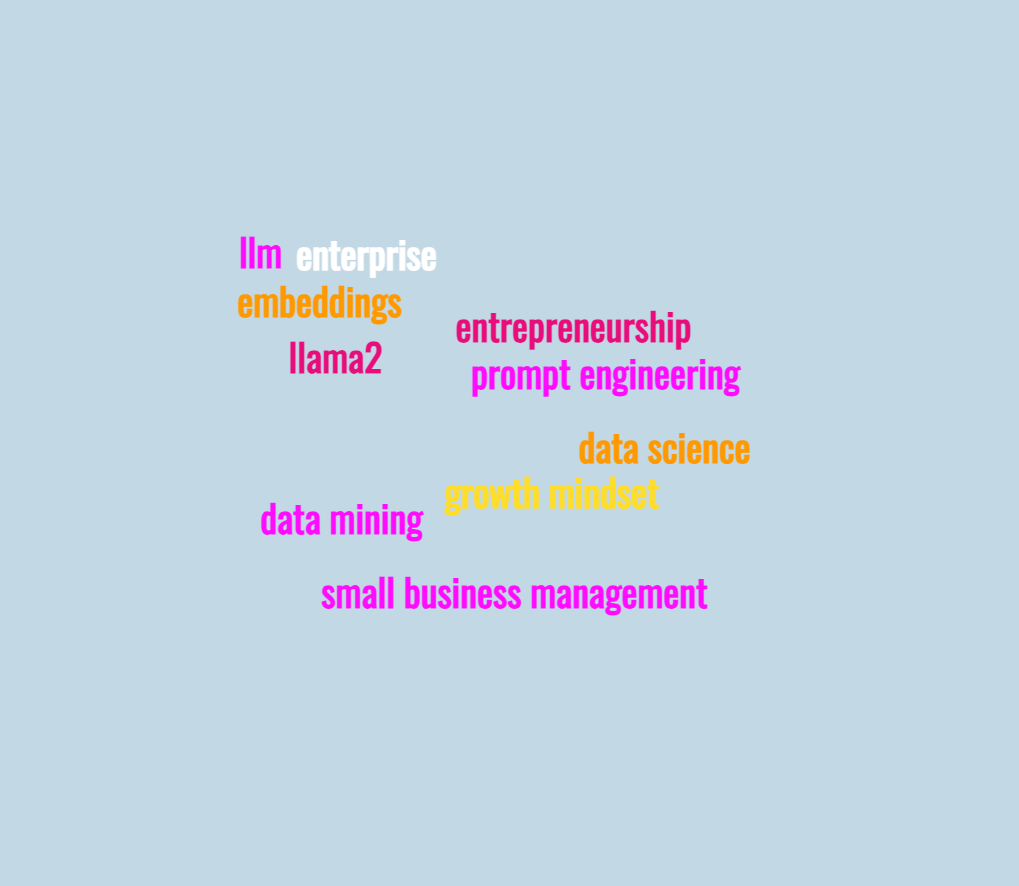 llm enterprise
embeddings
entrepreneurship
llama2
prompt engineering
data science
growth mindset
data mining
small business management